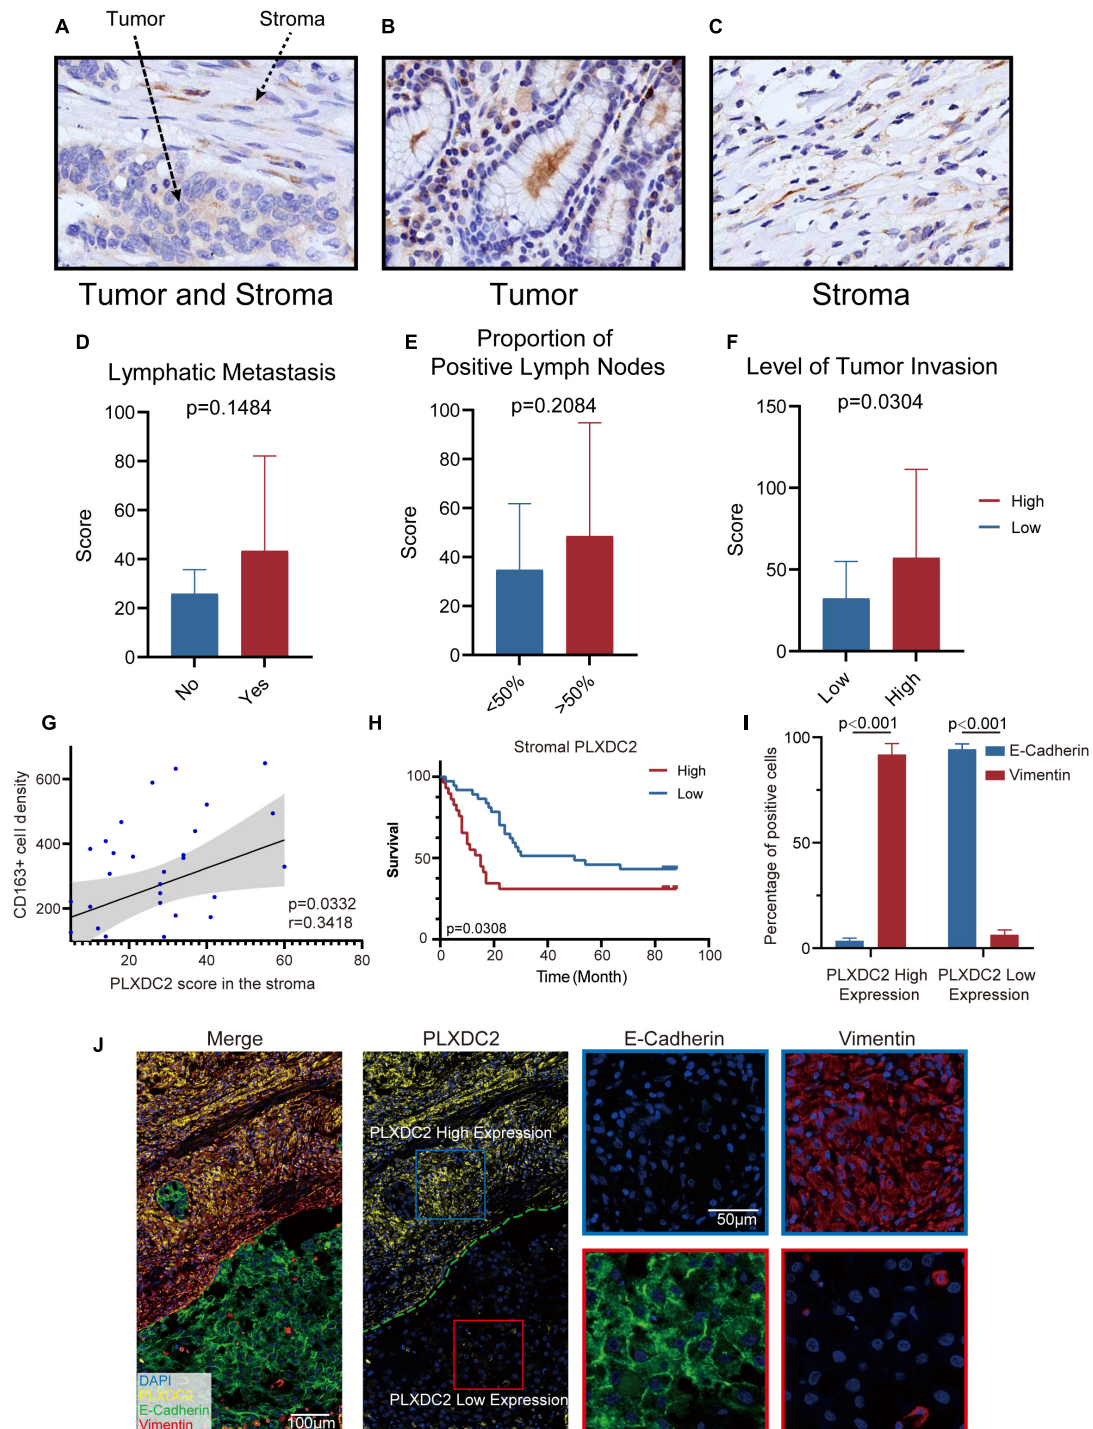 A
Tumor
Stroma
B
C
Tumor and Stroma
Tumor
Stroma
D
Lymphatic Metastasis
p=0.1484
Score
100
80
60
40
20
0
No
Yes
E
Proportion of
Positive Lymph Nodes
p=0.2084
Score
100
80
60
40
20
0
<50%
>50%
F
Level of Tumor Invasion
p=0.0304
Score
150
100
50
0
Low
High
High
Low
G
CD163+ cell density
600
400
200
p=0.0332
r=0.3418
20
40
60
80
PLXDC2 score in the stroma
H
Stromal PLXDC2
High
Low
Survival
100
50
0
p=0.0308
0
20
40
60
80
100
Time (Month)
I
p<0.001
p<0.001
E-Cadherin
Vimentin
Percentage of positive cells
100
50
0
PLXDC2 High
Expression
PLXDC2 Low
Expression
J
Merge
PLXDC2
E-Cadherin
Vimentin
PLXDC2 High Expression
50μm
PLXDC2 Low Expression
DAPI
PLXDC2
E-Cadherin
Vimentin
100μm